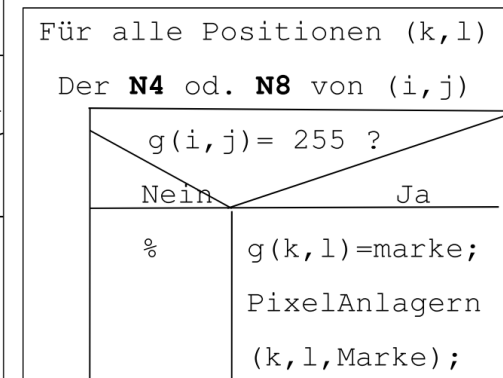 Für alle Positionen (k,l)
Der N4 od. N8 von (i,j)
g(i,j)= 255 ?
Nein Ja
% g(k,l)=marke;
PixelAnlagern
(k,l,Marke);